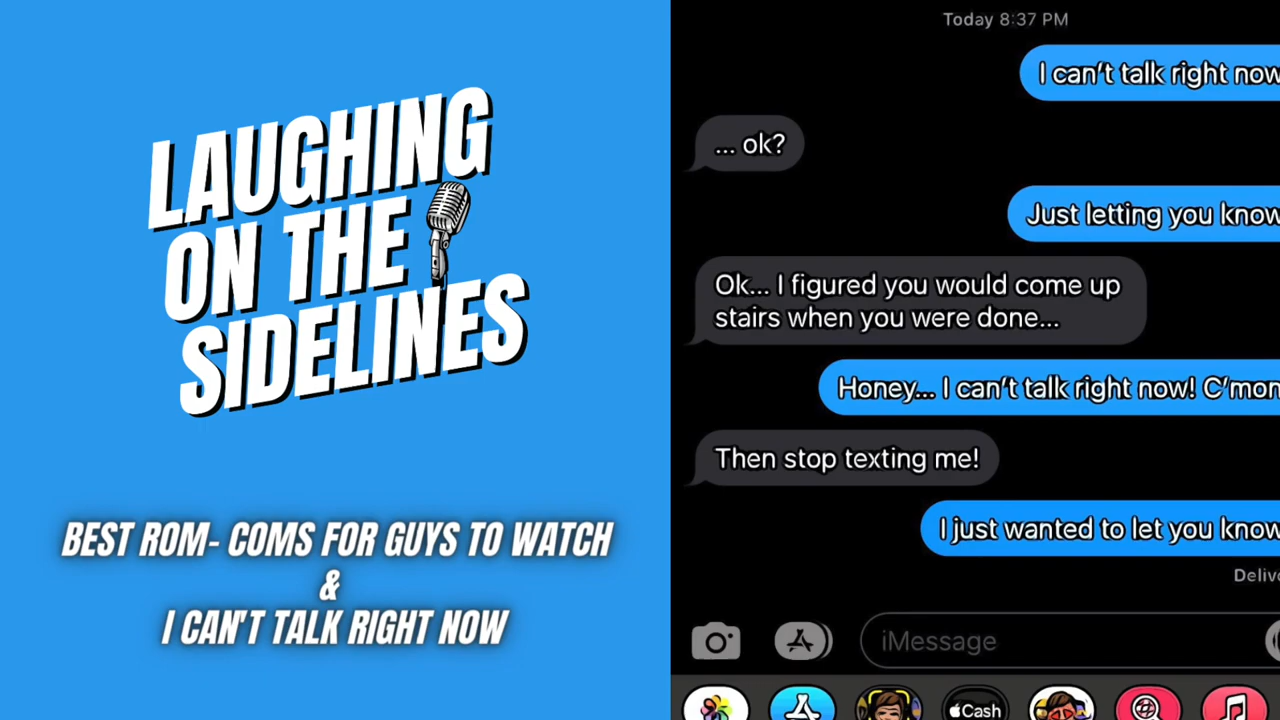 LAUGHING
ON THE
SIDELINES
BEST ROM- COMS FOR GUYS TO WATCH
&
I CAN'T TALK RIGHT NOW
Today 8:37 PM
I can't talk right now
... ok?
Just letting you know
Ok... I figured you would come up
stairs when you were done...
Honey... I can't talk right now! C'mon
Then stop texting me!
I just wanted to let you know
iMessage
Cash